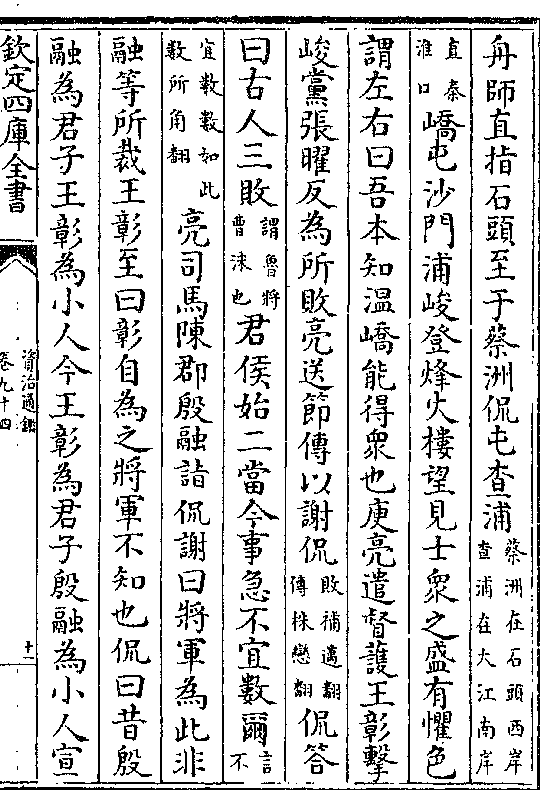 舟師直指石頭至于蔡洲侃屯查浦蔡洲在石頭西岸查浦在大江南岸
直秦淮口嶠屯沙門浦峻登烽火樓望見士衆之盛有懼色
謂左右曰吾本知温嶠能得衆也庾亮遣督護王彰擊
峻黨張曜反為所敗亮送節傳以謝侃敗補邁翻傳株戀翻侃答
曰古人三敗謂魯將曹沬也君侯始二當今事急不宜數爾言不
宜數數如此數所角翻亮司馬陳郡殷融詣侃謝曰將軍為此非
融等所裁王彰至曰彰自為之將軍不知也侃曰昔殷
融為君子王彰為小人今王彰為君子殷融為小人宣
欽定四庫全書
資治通鑑
卷九十四
十一